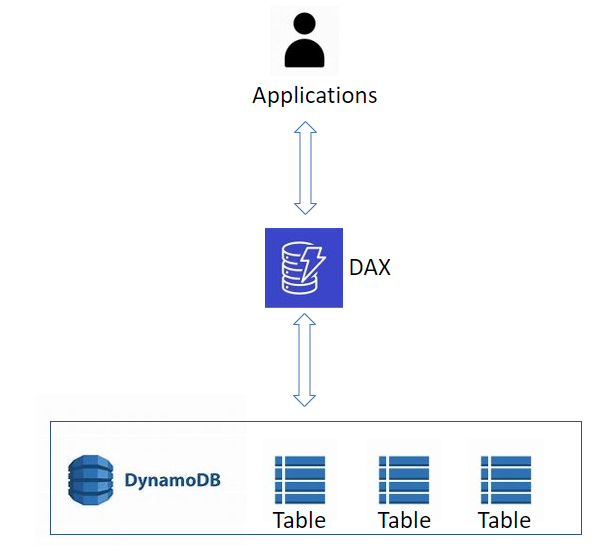 Applications
DAX
DynamoDB
Table
Table
Table